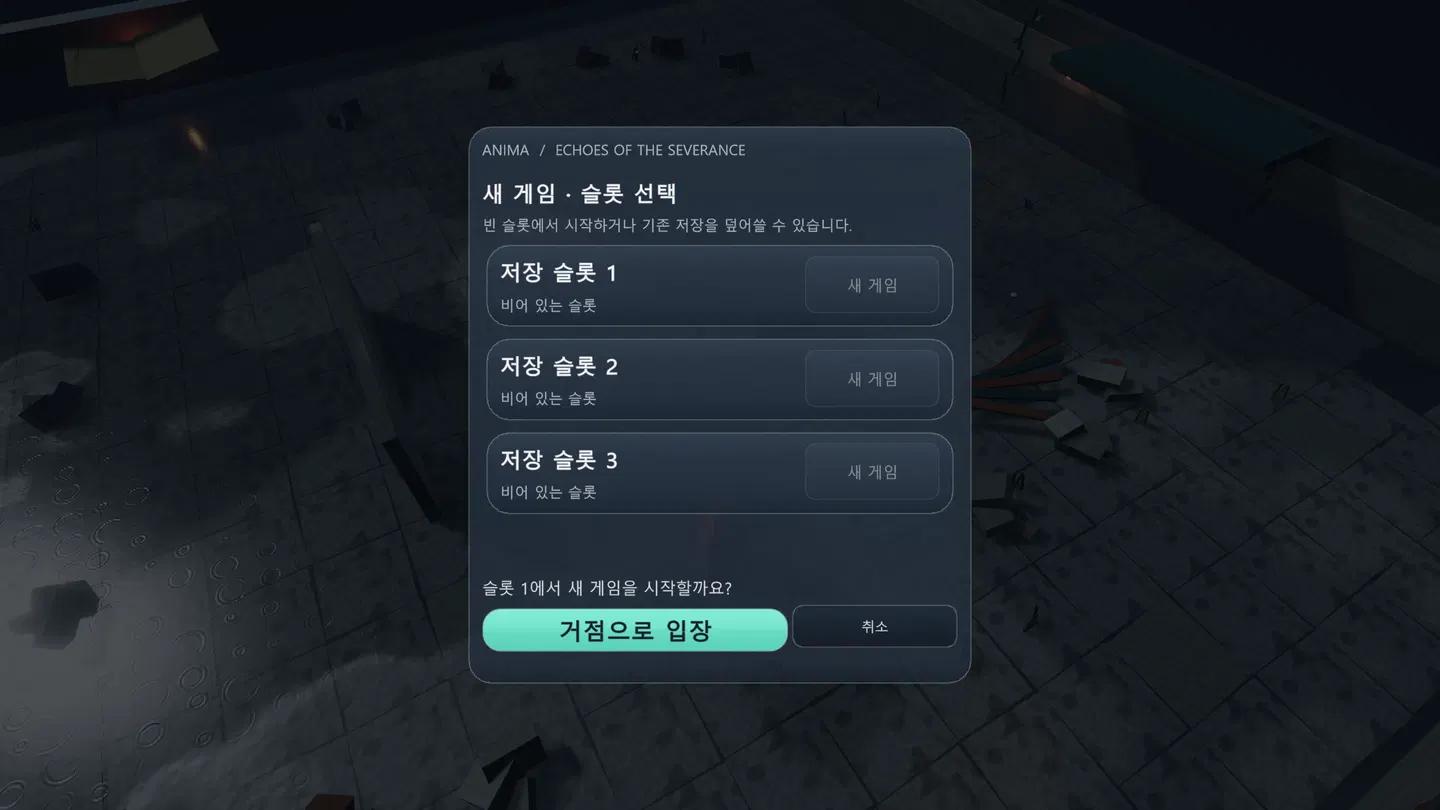 ANIMA / ECHOES OF THE SEVERANCE
새 게임 · 슬롯 선택
빈 슬롯에서 시작하거나 기존 저장을 덮어쓸 수 있습니다.
저장 슬롯 1
새 게임
비어 있는 슬롯
저장 슬롯 2
새 게임
비어 있는 슬롯
저장 슬롯 3
새 게임
비어 있는 슬롯
슬롯 1에서 새 게임을 시작할까요?
거점으로 입장
취소